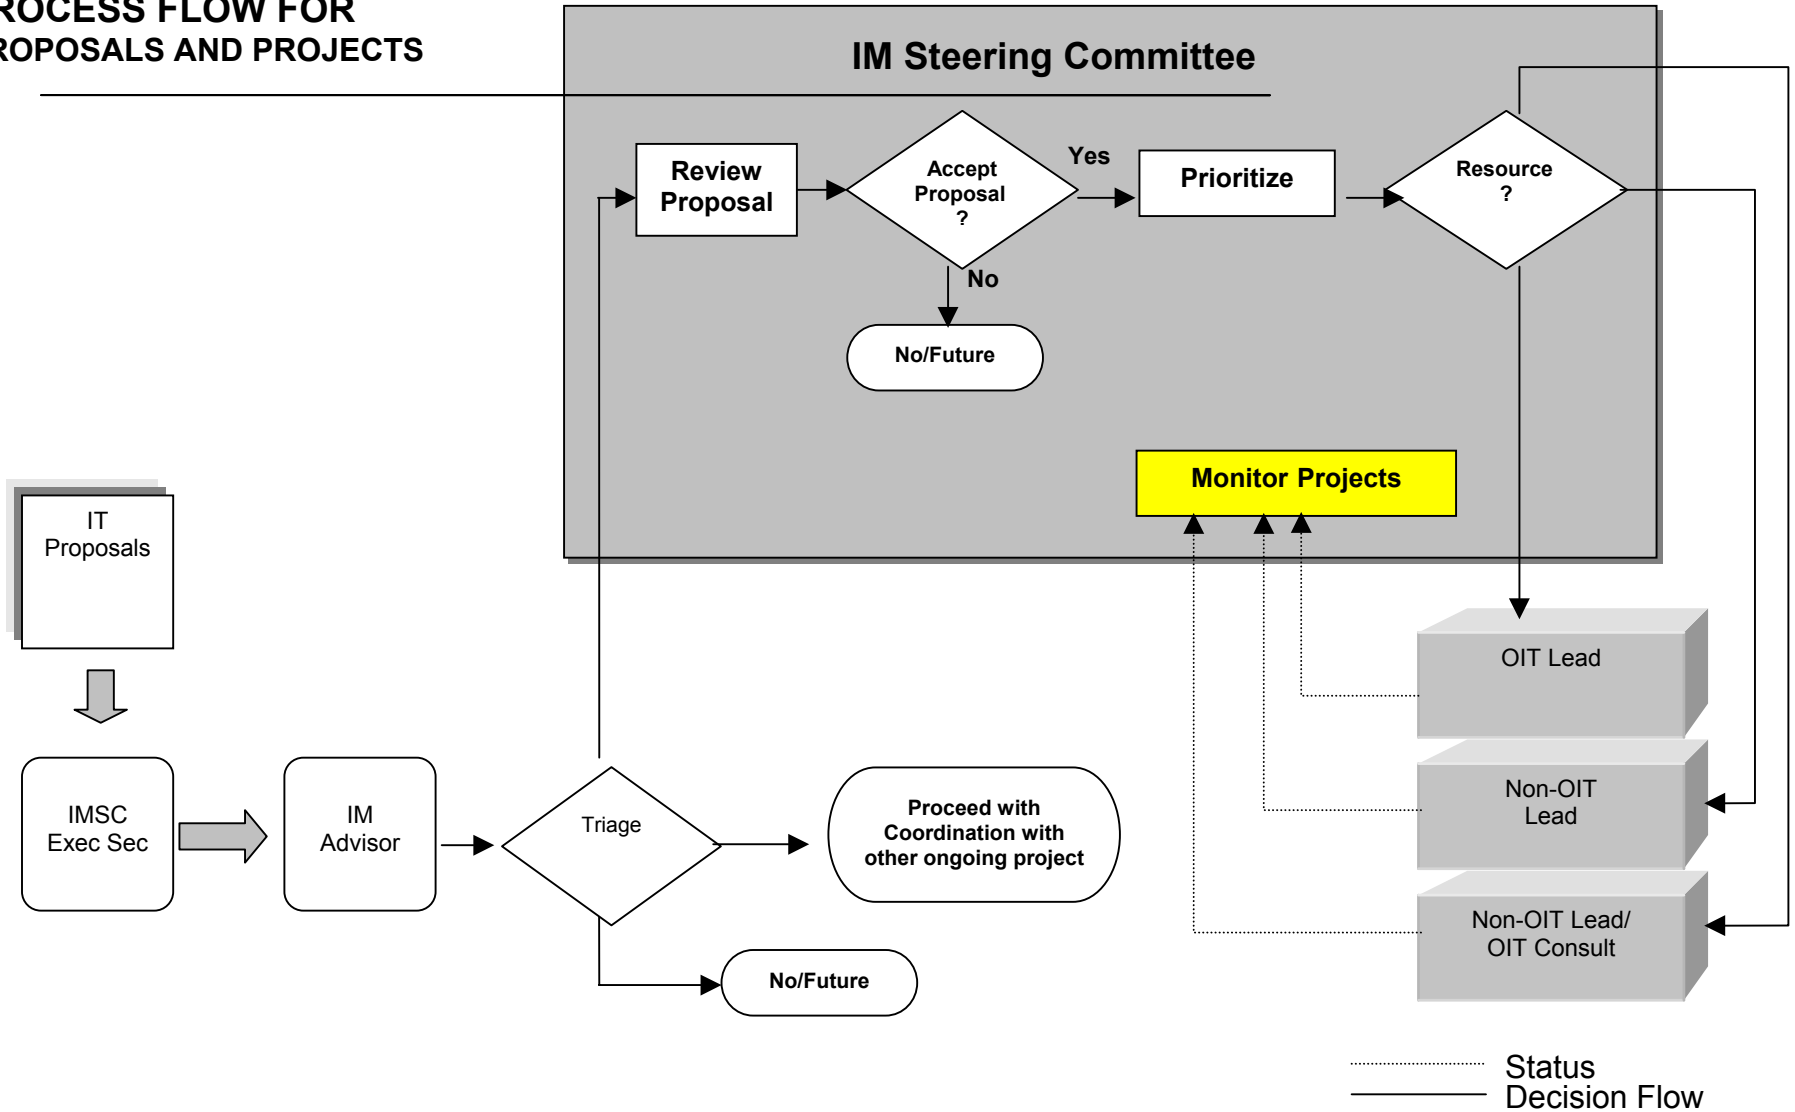 ROCESS FLOW FOR
ROPOSALS AND PROJECTS
IM Steering Committee
Review
Proposal
Accept
Proposal
?
Yes
Prioritize
Resource
?
No
No/Future
Monitor Projects
IT
Proposals
OIT Lead
IMSC
Exec Sec
IM
Advisor
Triage
Proceed with
Coordination with
other ongoing project
Non-OIT
Lead
Non-OIT Lead/
OIT Consult
No/Future
Status
Decision Flow